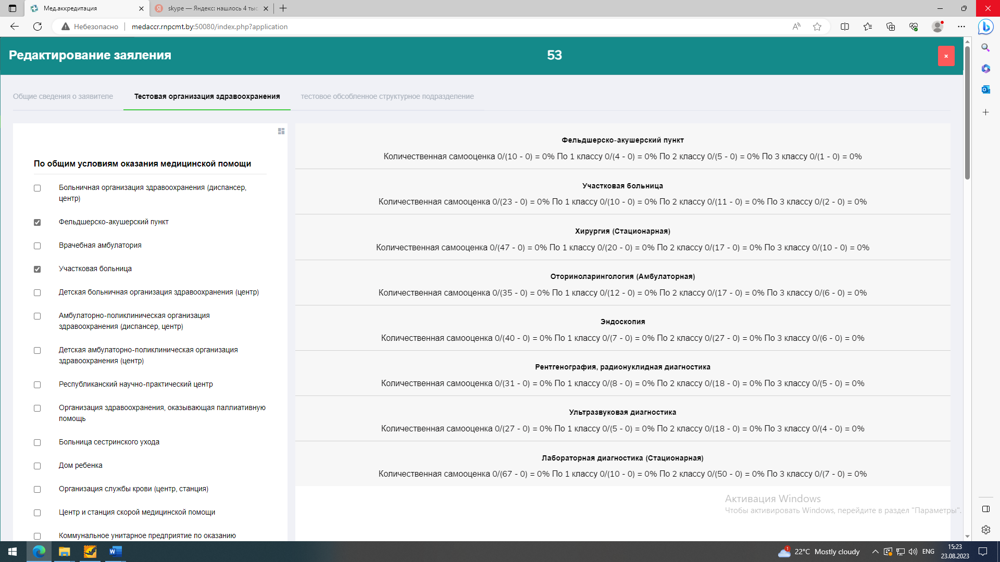 Мед.аккредитация
skype — Яндекс: нашлось 4 тыс
Небезопасно
medaccr.rnpcmt.by:50080/index.php?application
Редактирование заяления
53
Общие сведения о заявителе
Тестовая организация здравоохранения
тестовое обсобленное структурное подразделение
По общим условиям оказания медицинской помощи
Больничная организация здравоохранения (диспансер,
центр)
Фельдшерско-акушерский пункт
Врачебная амбулатория
Участковая больница
Детская больничная организация здравоохранения (центр)
Амбулаторно-поликлиническая организация
здравоохранения (диспансер, центр)
Детская амбулаторно-поликлиническая организация
здравоохранения (центр)
Республиканский научно-практический центр
Организация здравоохранения, оказывающая паллиативную
помощь
Больница сестринского ухода
Дом ребенка
Организация службы крови (центр, станция)
Центр и станция скорой медицинской помощи
Коммунальное унитарное предприятие по оказанию
Фельдшерско-акушерский пункт
Количественная самооценка 0/(10 - 0) = 0% По 1 классу 0/(4 - 0) = 0% По 2 классу 0/(5 - 0) = 0% По 3 классу 0/(1 - 0) = 0%
Участковая больница
Количественная самооценка 0/(23 - 0) = 0% По 1 классу 0/(10 - 0) = 0% По 2 классу 0/(11 - 0) = 0% По 3 классу 0/(2 - 0) = 0%
Хирургия (Стационарная)
Количественная самооценка 0/(47 - 0) = 0% По 1 классу 0/(20 - 0) = 0% По 2 классу 0/(17 - 0) = 0% По 3 классу 0/(10 - 0) = 0%
Оториноларингология (Амбулаторная)
Количественная самооценка 0/(35 - 0) = 0% По 1 классу 0/(12 - 0) = 0% По 2 классу 0/(17 - 0) = 0% По 3 классу 0/(6 - 0) = 0%
Эндоскопия
Количественная самооценка 0/(40 - 0) = 0% По 1 классу 0/(7 - 0) = 0% По 2 классу 0/(27 - 0) = 0% По 3 классу 0/(6 - 0) = 0%
Рентгенография, радионуклидная диагностика
Количественная самооценка 0/(31 - 0) = 0% По 1 классу 0/(8 - 0) = 0% По 2 классу 0/(18 - 0) = 0% По 3 классу 0/(5 - 0) = 0%
Ультразвуковая диагностика
Количественная самооценка 0/(27 - 0) = 0% По 1 классу 0/(5 - 0) = 0% По 2 классу 0/(18 - 0) = 0% По 3 классу 0/(4 - 0) = 0%
Лабораторная диагностика (Стационарная)
Количественная самооценка 0/(67 - 0) = 0% По 1 классу 0/(10 - 0) = 0% По 2 классу 0/(50 - 0) = 0% По 3 классу 0/(7 - 0) = 0%
Активация Windows
Чтобы активировать Windows, перейдите в раздел "Параметры".
1
22°C Mostly cloudy
ENG
15:23
23.08.2023